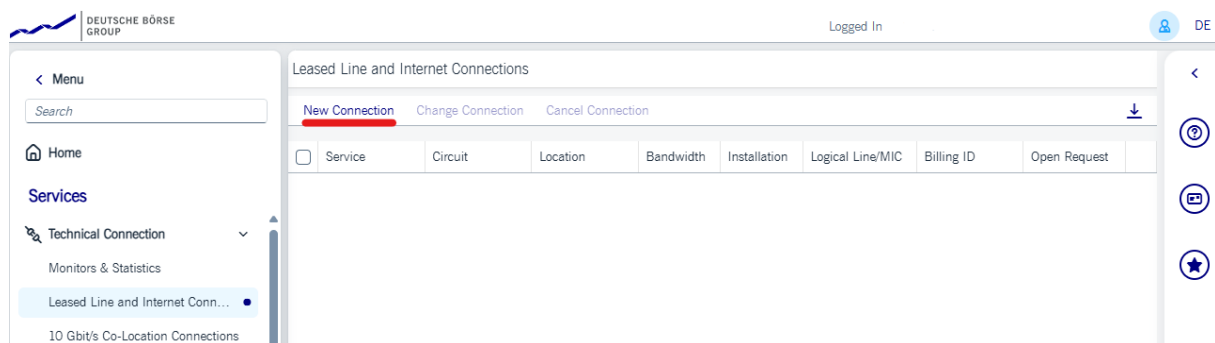 DEUTSCHE BÖRSE
GROUP
Logged In
DE
Menu
Search
Home
Services
Technical Connection
Monitors & Statistics
Leased Line and Internet Conn...
10 Gbit/s Co-Location Connections
Leased Line and Internet Connections
New Connection Change Connection Cancel Connection
Service Circuit Location Bandwidth Installation Logical Line/MIC Billing ID Open Request